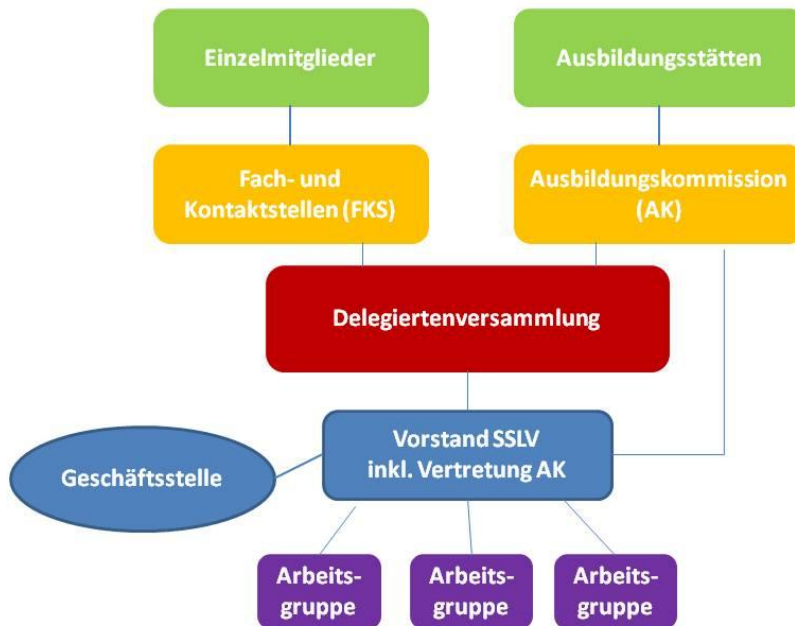 Einzelmitglieder
Ausbildungsstätten
Fach- und
Kontaktstellen (FKS)
Ausbildungskommission
(AK)
Delegiertenversammlung
Vorstand SSLV
inkl. Vertretung AK
Geschäftsstelle
Arbeits-
gruppe
Arbeits-
gruppe
Arbeits-
gruppe